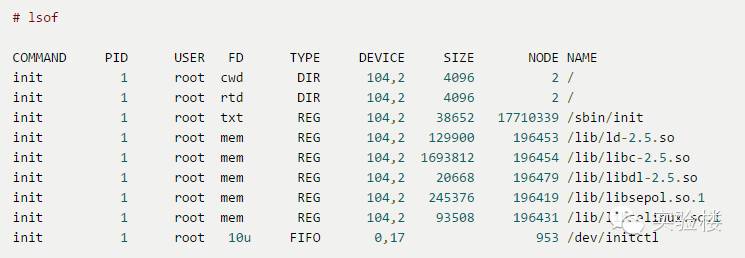 # lsof
COMMAND PID USER FD TYPE DEVICE SIZE NODE NAME
init 1 root cwd DIR 104,2 4096 2 /
init 1 root rtd DIR 104,2 4096 2 /
init 1 root txt REG 104,2 38652 17710339 /sbin/init
init 1 root mem REG 104,2 129900 196453 /lib/ld-2.5.so
init 1 root mem REG 104,2 1693812 196454 /lib/libc-2.5.so
init 1 root mem REG 104,2 20668 196479 /lib/libdl-2.5.so
init 1 root mem REG 104,2 245376 196419 /lib/libsepol.so.1
init 1 root mem REG 104,2 93508 196431 /lib/libselinux.so.1
init 1 root 10u FIFO 0,17 953 /dev/initctl
实验楼